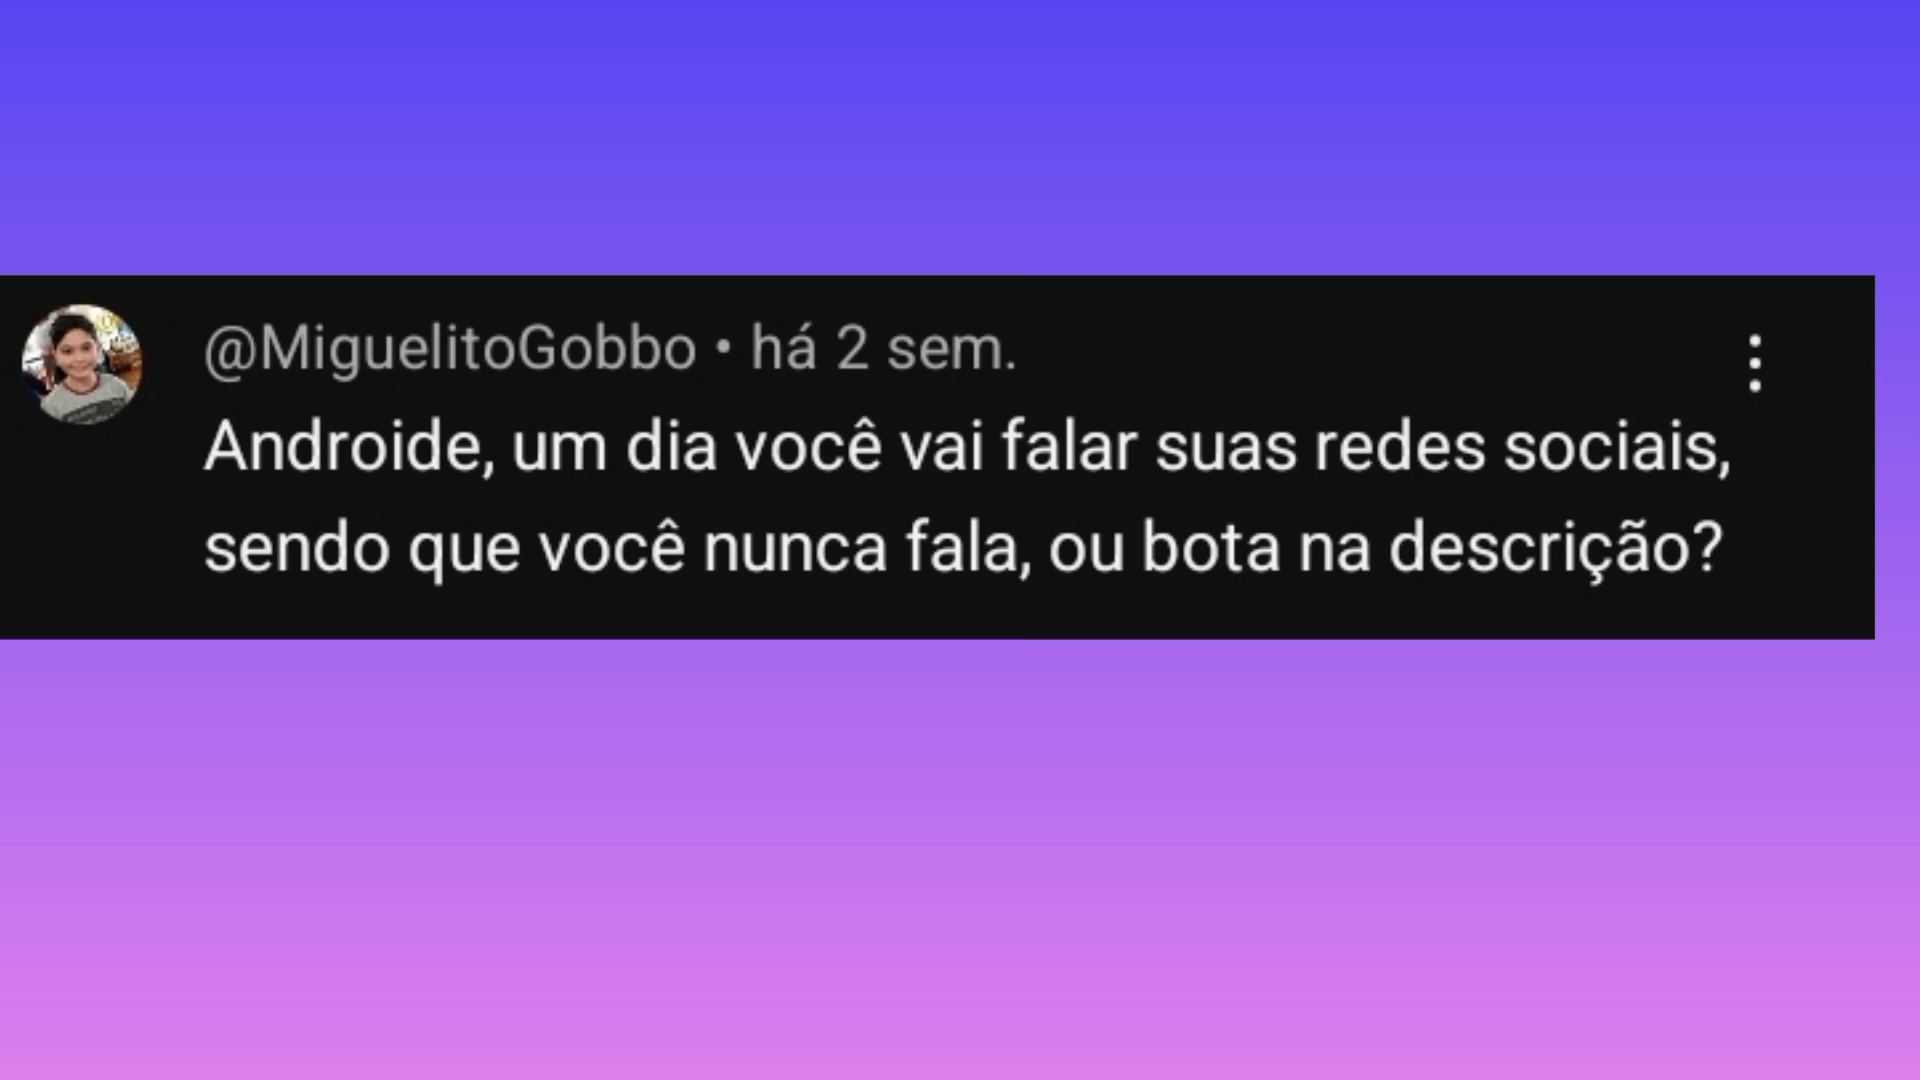 @MiguelitoGobbo • há 2 sem.
Androide, um dia você vai falar suas redes sociais,
sendo que você nunca fala, ou bota na descrição?